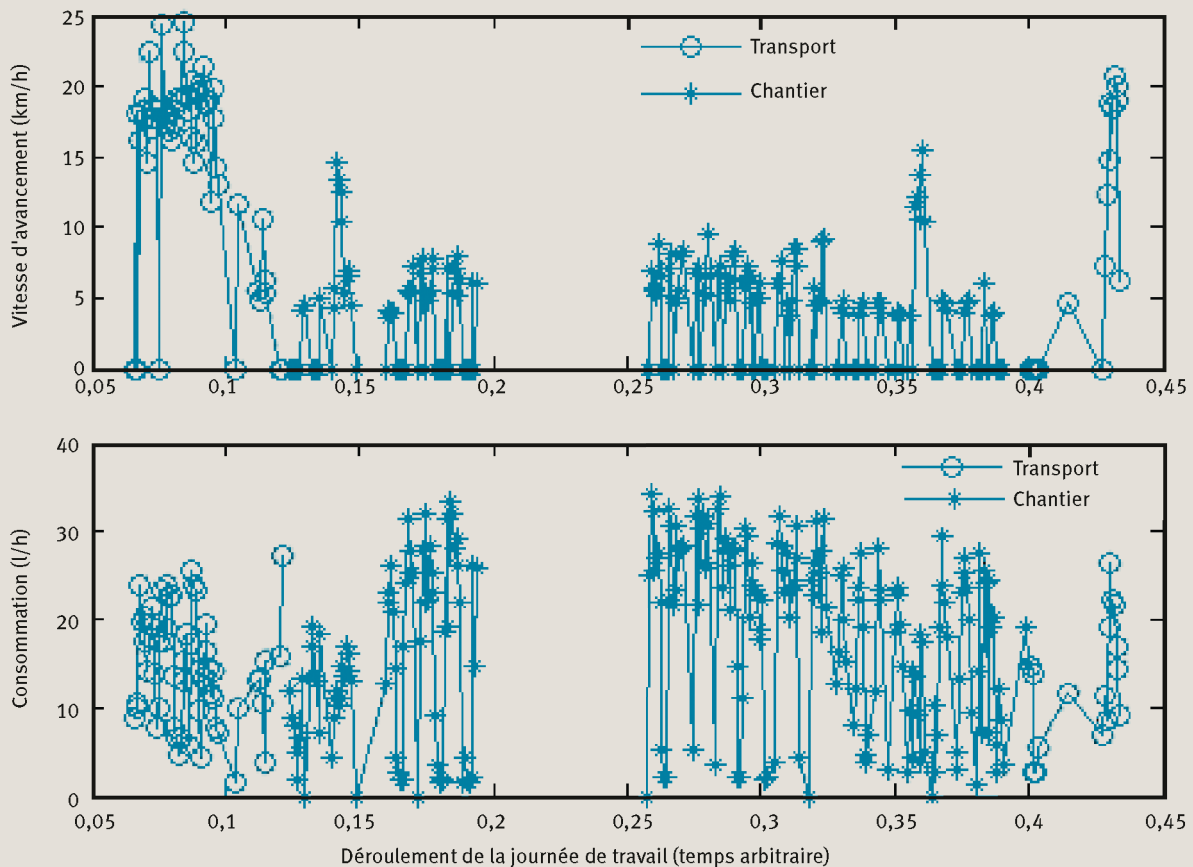 25
20
15
10
5
0
Vitesse d'avancement (km/h)
Transport
Chantier
0,05 0,1 0,15 0,2 0,25 0,3 0,35 0,4 0,45
40
30
20
10
0
Consommation (l/h)
Transport
Chantier
0,05 0,1 0,15 0,2 0,25 0,3 0,35 0,4 0,45
Déroulement de la journée de travail (temps arbitraire)